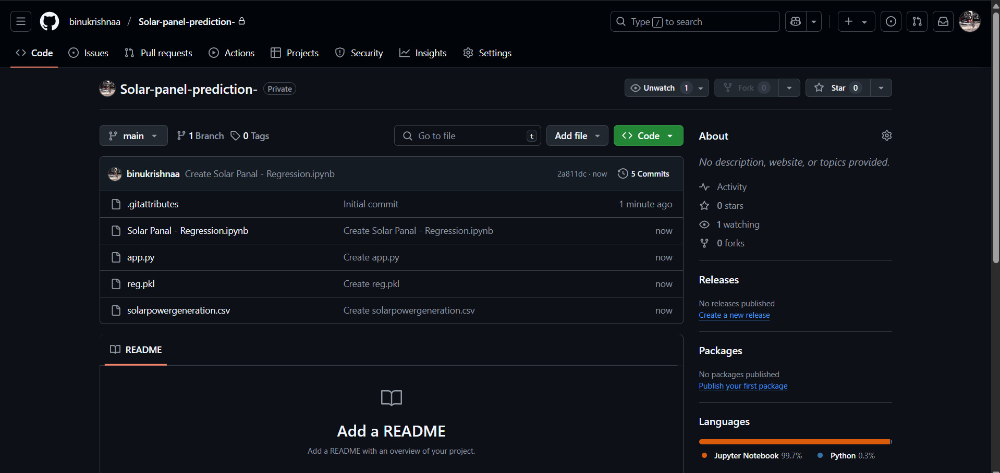 binukrishnaa / Solar-panel-prediction-
Type / to search
Code Issues Pull requests Actions Projects Security Insights Settings
Solar-panel-prediction- Private
Unwatch 1 Fork 0 Star 0
main 1 Branch 0 Tags Go to file t Add file Code
binukrishnaa Create Solar Panal - Regression.ipynb 2a811dc · now 5 Commits
.gitattributes Initial commit 1 minute ago
Solar Panal - Regression.ipynb Create Solar Panal - Regression.ipynb now
app.py Create app.py now
reg.pkl Create reg.pkl now
solarpowergeneration.csv Create solarpowergeneration.csv now
README
Add a README
Add a README with an overview of your project.
About
No description, website, or topics provided.
Activity
0 stars
1 watching
0 forks
Releases
No releases published
Create a new release
Packages
No packages published
Publish your first package
Languages
Jupyter Notebook 99.7% Python 0.3%